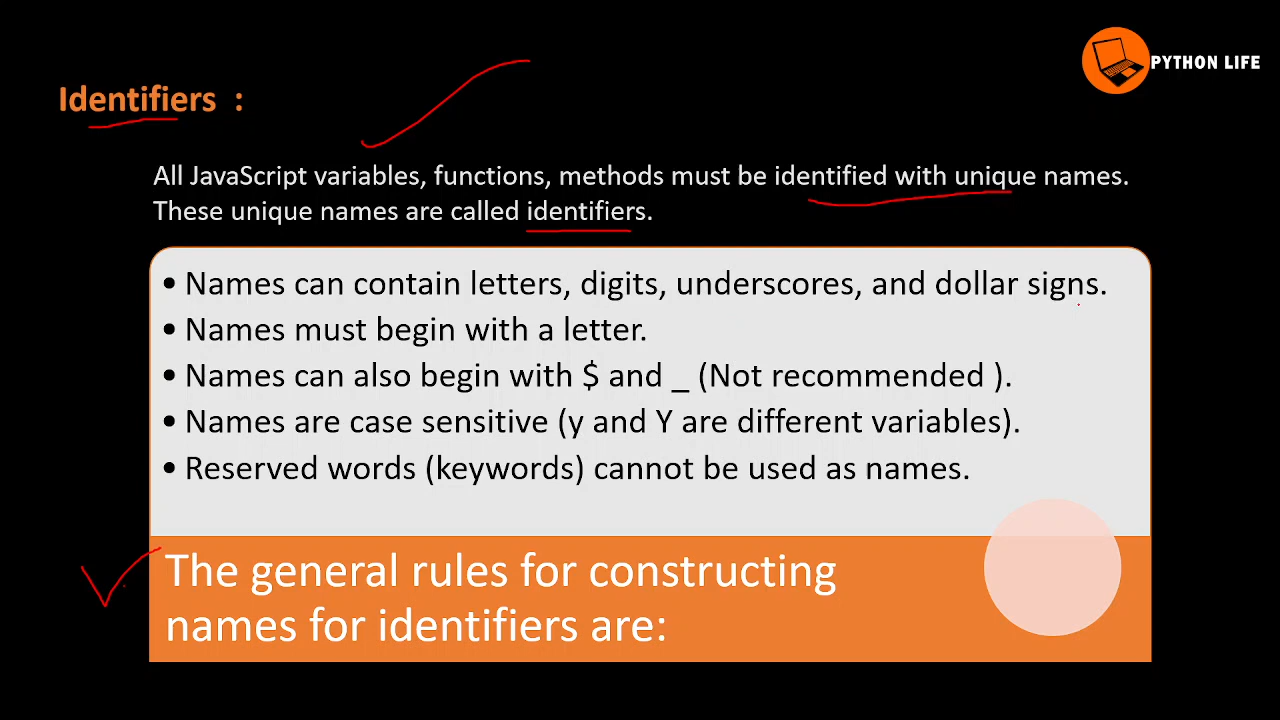 PYTHON LIFE
Identifiers :
All JavaScript variables, functions, methods must be identified with unique names.
These unique names are called identifiers.
• Names can contain letters, digits, underscores, and dollar signs.
• Names must begin with a letter.
• Names can also begin with $ and _ (Not recommended ).
• Names are case sensitive (y and Y are different variables).
• Reserved words (keywords) cannot be used as names.
The general rules for constructing
names for identifiers are: